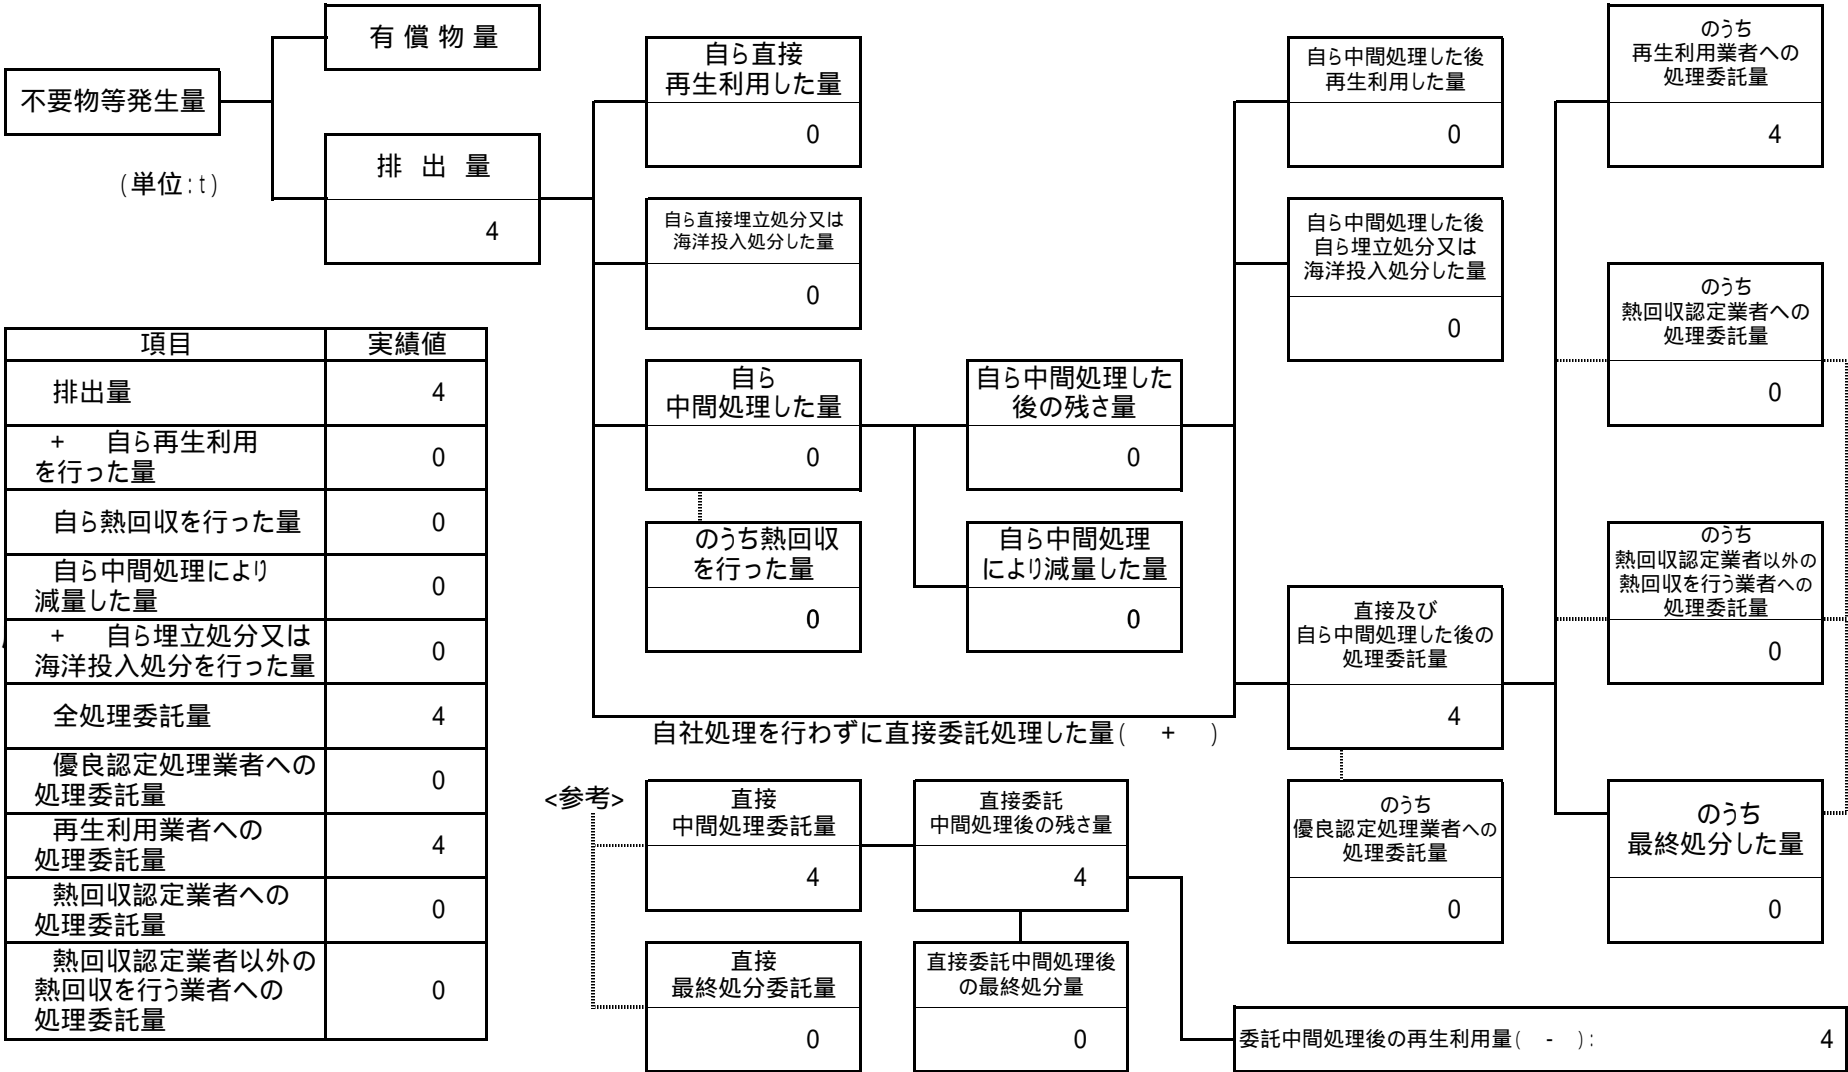 有償物量
不要物等発生量
(単位:t)
排出量
4
自ら直接
再生利用した量
0
自ら直接埋立処分又は
海洋投入処分した量
0
自ら
中間処理した量
0
のうち熱回収
を行った量
0
自ら中間処理した
後の残さ量
0
自ら中間処理
により減量した量
0
自ら中間処理した後
再生利用した量
0
自ら中間処理した後
自ら埋立処分又は
海洋投入処分した量
0
直接及び
自ら中間処理した後の
処理委託量
4
のうち
優良認定処理業者への
処理委託量
0
のうち
再生利用業者への
処理委託量
4
のうち
熱回収認定業者への
処理委託量
0
のうち
熱回収認定業者以外の
熱回収を行う業者への
処理委託量
0
のうち
最終処分した量
0
自社処理を行わずに直接委託処理した量( + )
項目 実績値
排出量 4
+ 自ら再生利用
を行った量 0
自ら熱回収を行った量 0
自ら中間処理により
減量した量 0
+ 自ら埋立処分又は
海洋投入処分を行った量 0
全処理委託量 4
優良認定処理業者への
処理委託量 0
再生利用業者への
処理委託量 4
熱回収認定業者への
処理委託量 0
熱回収認定業者以外の
熱回収を行う業者への
処理委託量 0
<参考>
直接
中間処理委託量
4
直接委託
中間処理後の残さ量
4
直接
最終処分委託量
0
直接委託中間処理後
の最終処分量
0
委託中間処理後の再生利用量( - ): 4